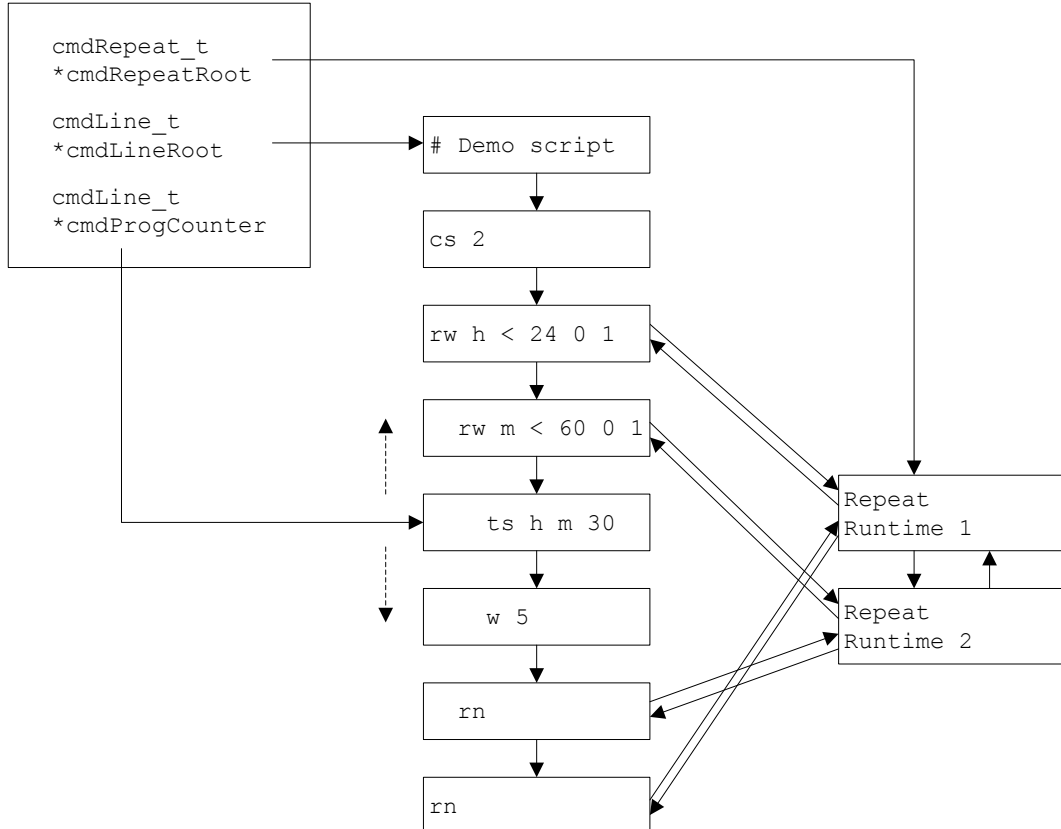 cmdRepeat_t
*cmdRepeatRoot
cmdLine_t
*cmdLineRoot
cmdLine_t
*cmdProgCounter
# Demo script
cs 2
rw h < 24 0 1
rw m < 60 0 1
ts h m 30
w 5
rn
rn
Repeat
Runtime 1
Repeat
Runtime 2